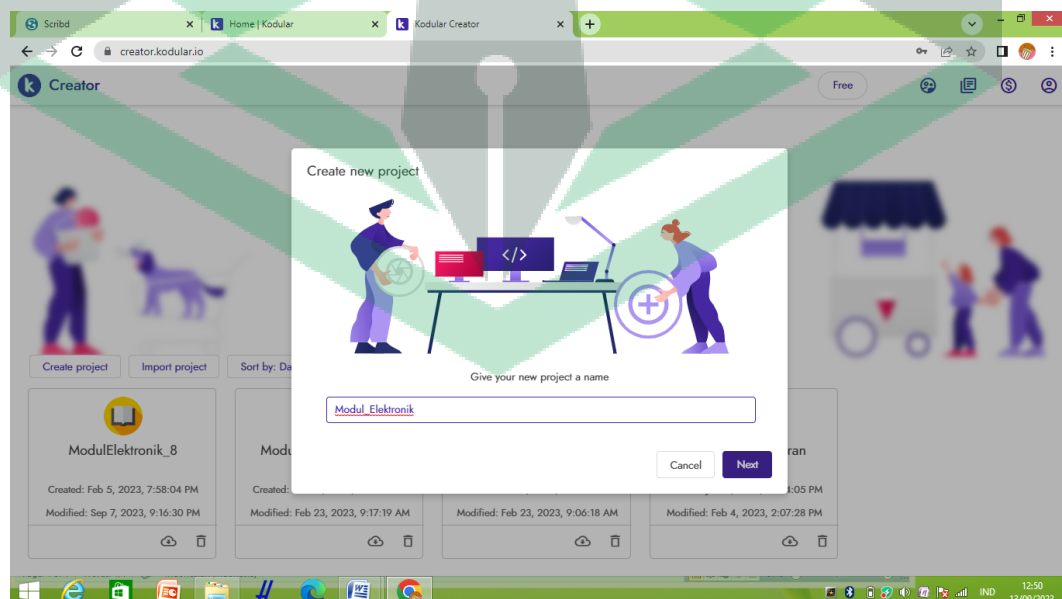 Scribd
Home | Kodular
Kodular Creator
creator.kodular.io
Creator
Free
Create new project
</>
Give your new project a name
Modul_Elektronik
Cancel
Next
Create project
Import project
Sort by: Da
ModulElektronik_8
Created: Feb 5, 2023, 7:58:04 PM
Modified: Sep 7, 2023, 9:16:30 PM
Modu
Created:
Modified: Feb 23, 2023, 9:17:19 AM
Modified: Feb 23, 2023, 9:06:18 AM
ran
4:05 PM
Modified: Feb 4, 2023, 2:07:28 PM
IND
12:50
13/09/2023